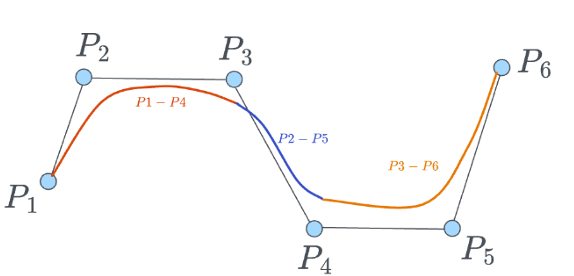 P₂
P₃
P₆
P1 – P4
P2 – P5
P3 – P6
P₁
P₄
P₅